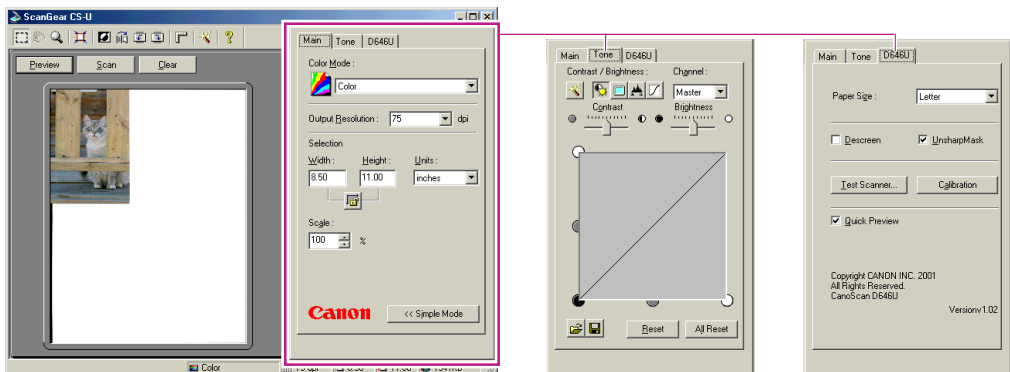 ScanGear CS-U
Preview
Scan
Clear
Main
Tone
D646U
Color Mode :
Color
Output Resolution :
75
dpi
Selection
Width :
Height :
Units :
8.50
11.00
inches
Scale :
100
%
Canon
<< Simple Mode
Color
Main
Tone
D646U
Contrast / Brightness :
Channel :
Master
Contrast
Brightness
Reset
All Reset
Main
Tone
D646U
Paper Size :
Letter
Descreen
UnsharpMask
Test Scanner...
Calibration
Quick Preview
Copyright CANON INC. 2001
All Rights Reserved.
CanoScan D646U
Versionv1.02